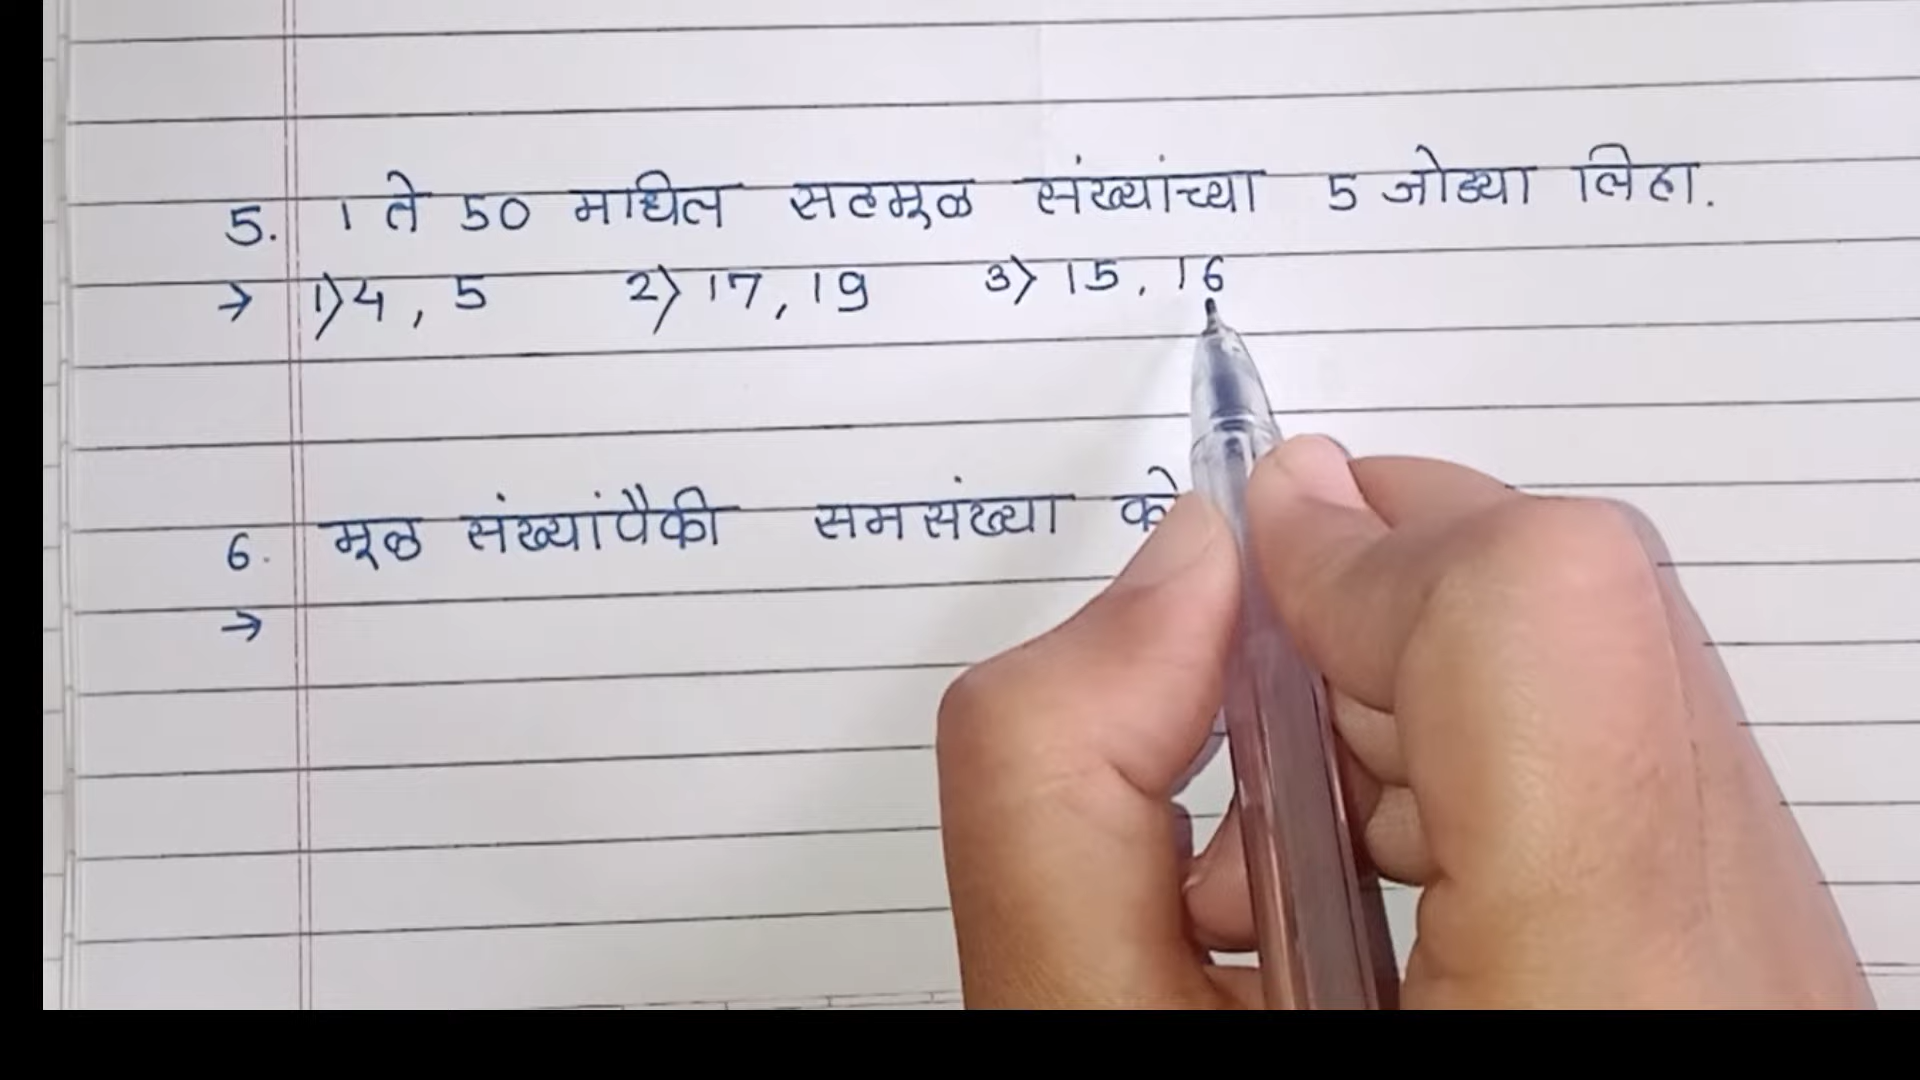 5. 1 ते 50 मधील सहमूळ संख्यांच्या 5 जोड्या लिहा.
→ 1) 4, 5 2) 17, 19 3) 15, 16
6. मूळ संख्यांपैकी समसंख्या
→